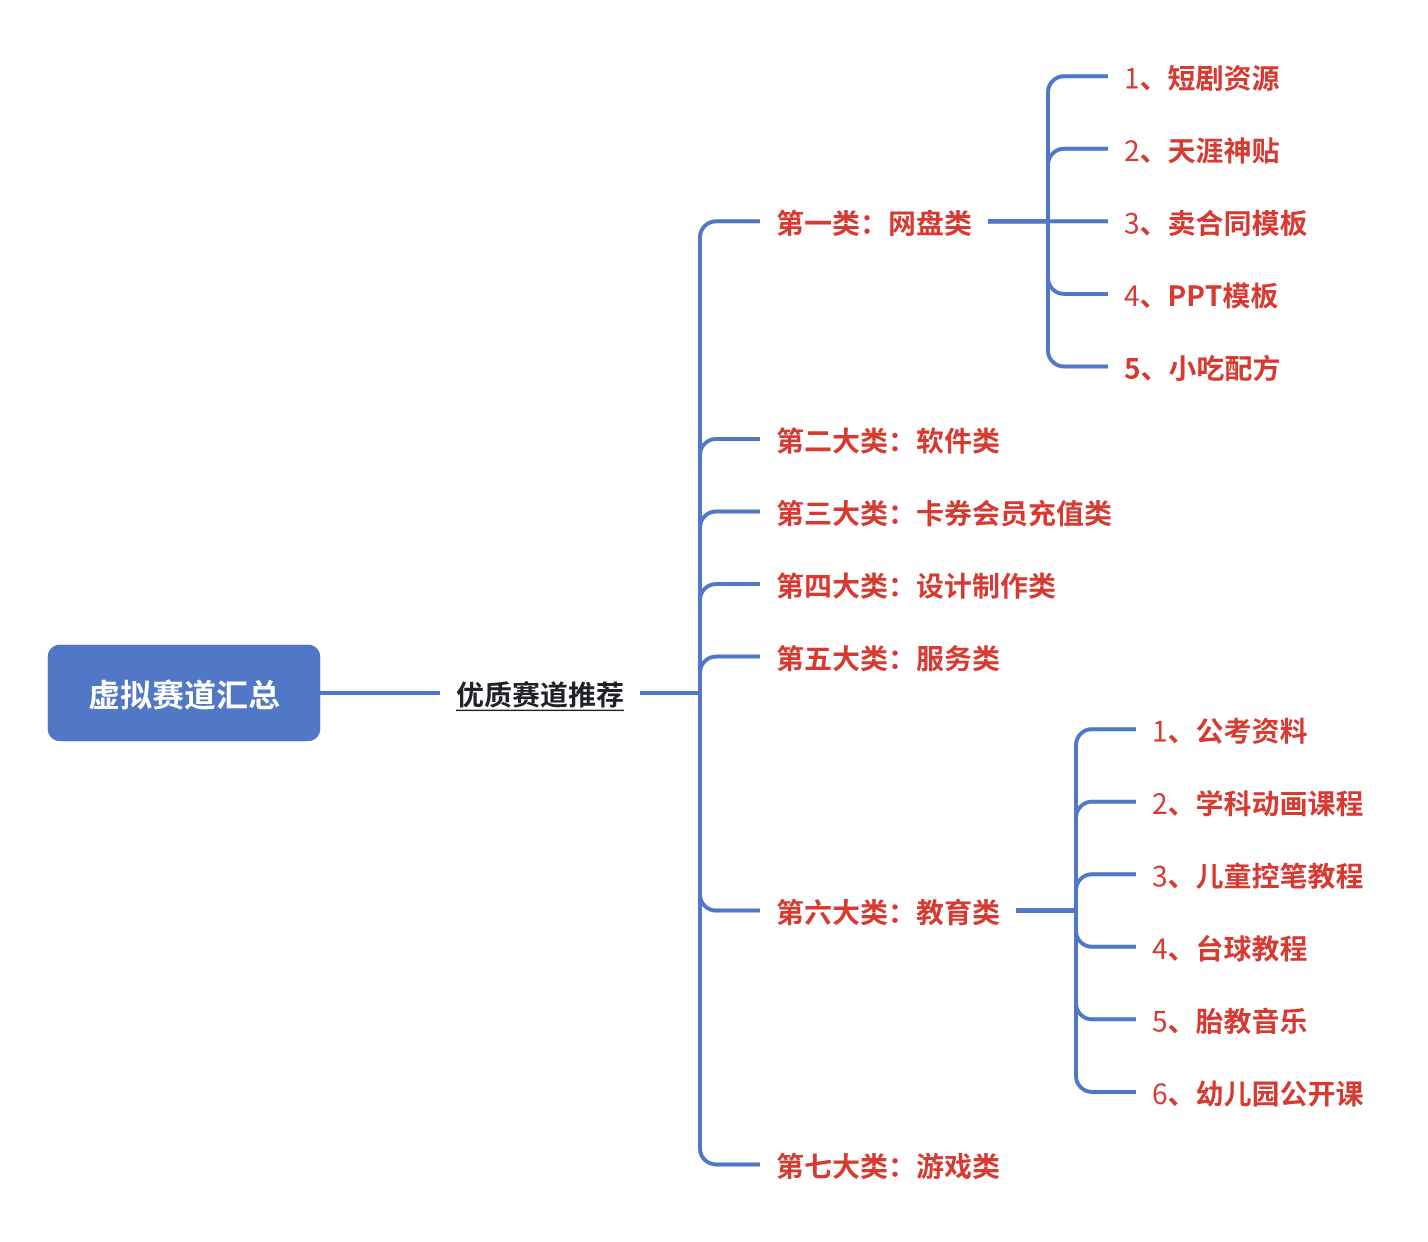 虚拟赛道汇总
优质赛道推荐
第一类：网盘类
1、短剧资源
2、天涯神贴
3、卖合同模板
4、PPT模板
5、小吃配方
第二大类：软件类
第三大类：卡券会员充值类
第四大类：设计制作类
第五大类：服务类
第六大类：教育类
1、公考资料
2、学科动画课程
3、儿童控笔教程
4、台球教程
5、胎教音乐
6、幼儿园公开课
第七大类：游戏类